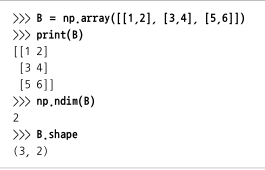 >>> B = np.array([[1,2], [3,4], [5,6]])
>>> print(B)
[[1 2]
 [3 4]
 [5 6]]
>>> np.ndim(B)
2
>>> B.shape
(3, 2)